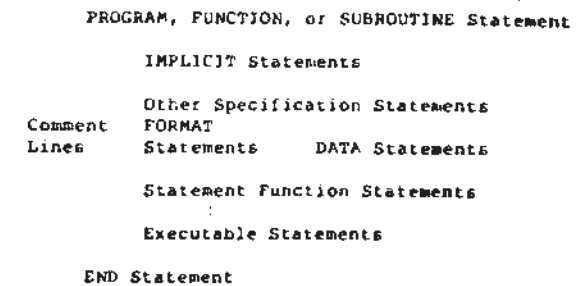 PROGRAM, FUNCTION, or SUBROUTINE Statement
IMPLICIT Statements
Other Specification Statements
Comment FORMAT
Lines Statements DATA Statements
Statement Function Statements
:
Executable Statements
END Statement